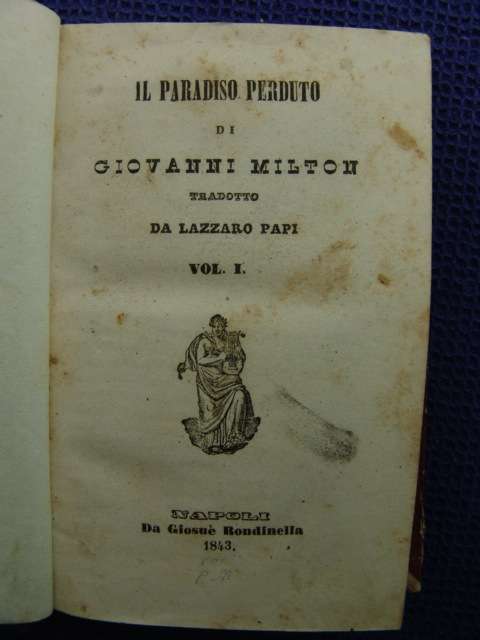 IL PARADISO PERDUTO
DI
GIOVANNI MILTON
TRADOTTO
DA LAZZARO PAPI
VOL. I.
NAPOLI
Da Giosuè Rondinella
1843.